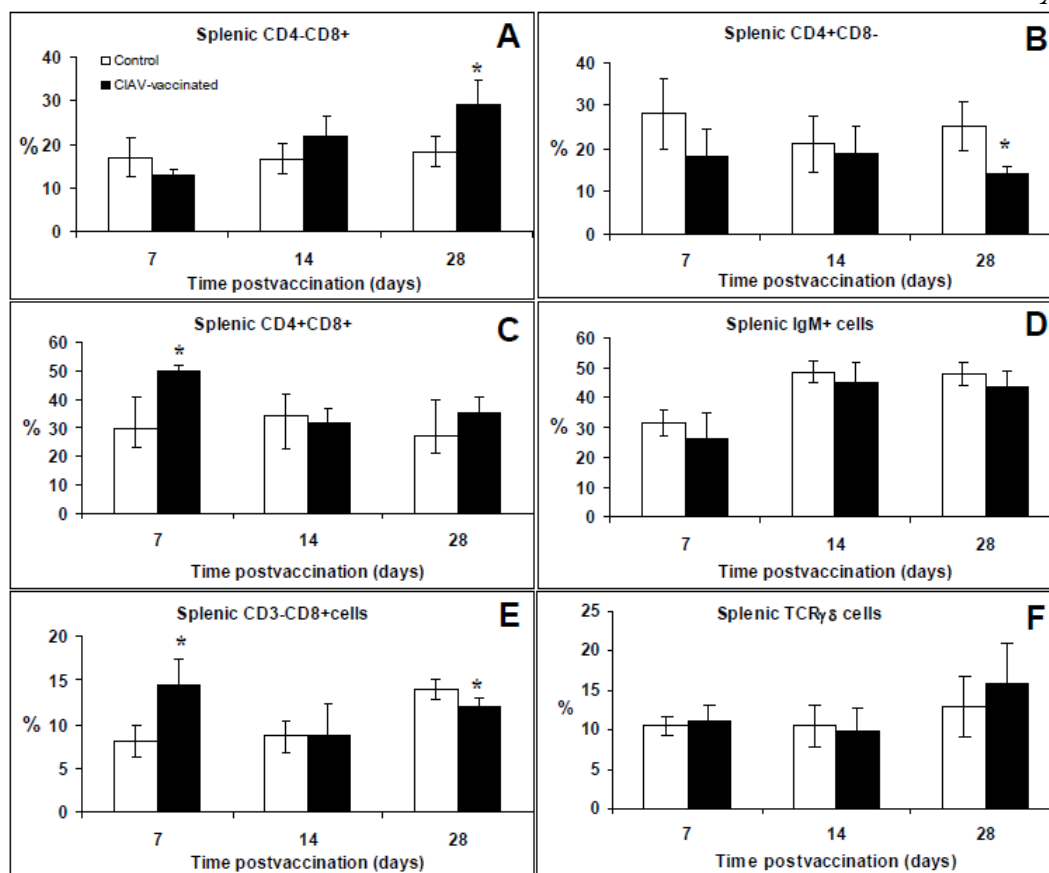 Splenic CD4-CD8+
A
Control
CIAV-vaccinated
*
40
30
20
10
0
%
7 14 28
Time postvaccination (days)
Splenic CD4+CD8-
B
*
40
30
20
10
0
%
7 14 28
Time postvaccination (days)
Splenic CD4+CD8+
C
*
60
50
40
30
20
10
0
%
7 14 28
Time postvaccination (days)
Splenic IgM+ cells
D
60
50
40
30
20
10
0
%
7 14 28
Time postvaccination (days)
Splenic CD3-CD8+cells
E
* *
20
15
10
5
0
%
7 14 28
Time postvaccination (days)
Splenic TCRγδ cells
F
25
20
15
10
5
0
%
7 14 28
Time postvaccination (days)